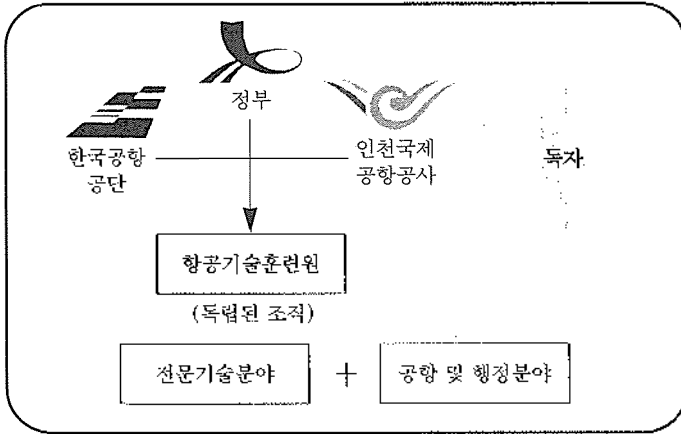 정부
한국공항
공단
인천국제
공항공사
독자
항공기술훈련원
(독립된 조직)
전문기술분야 + 공항 및 행정분야